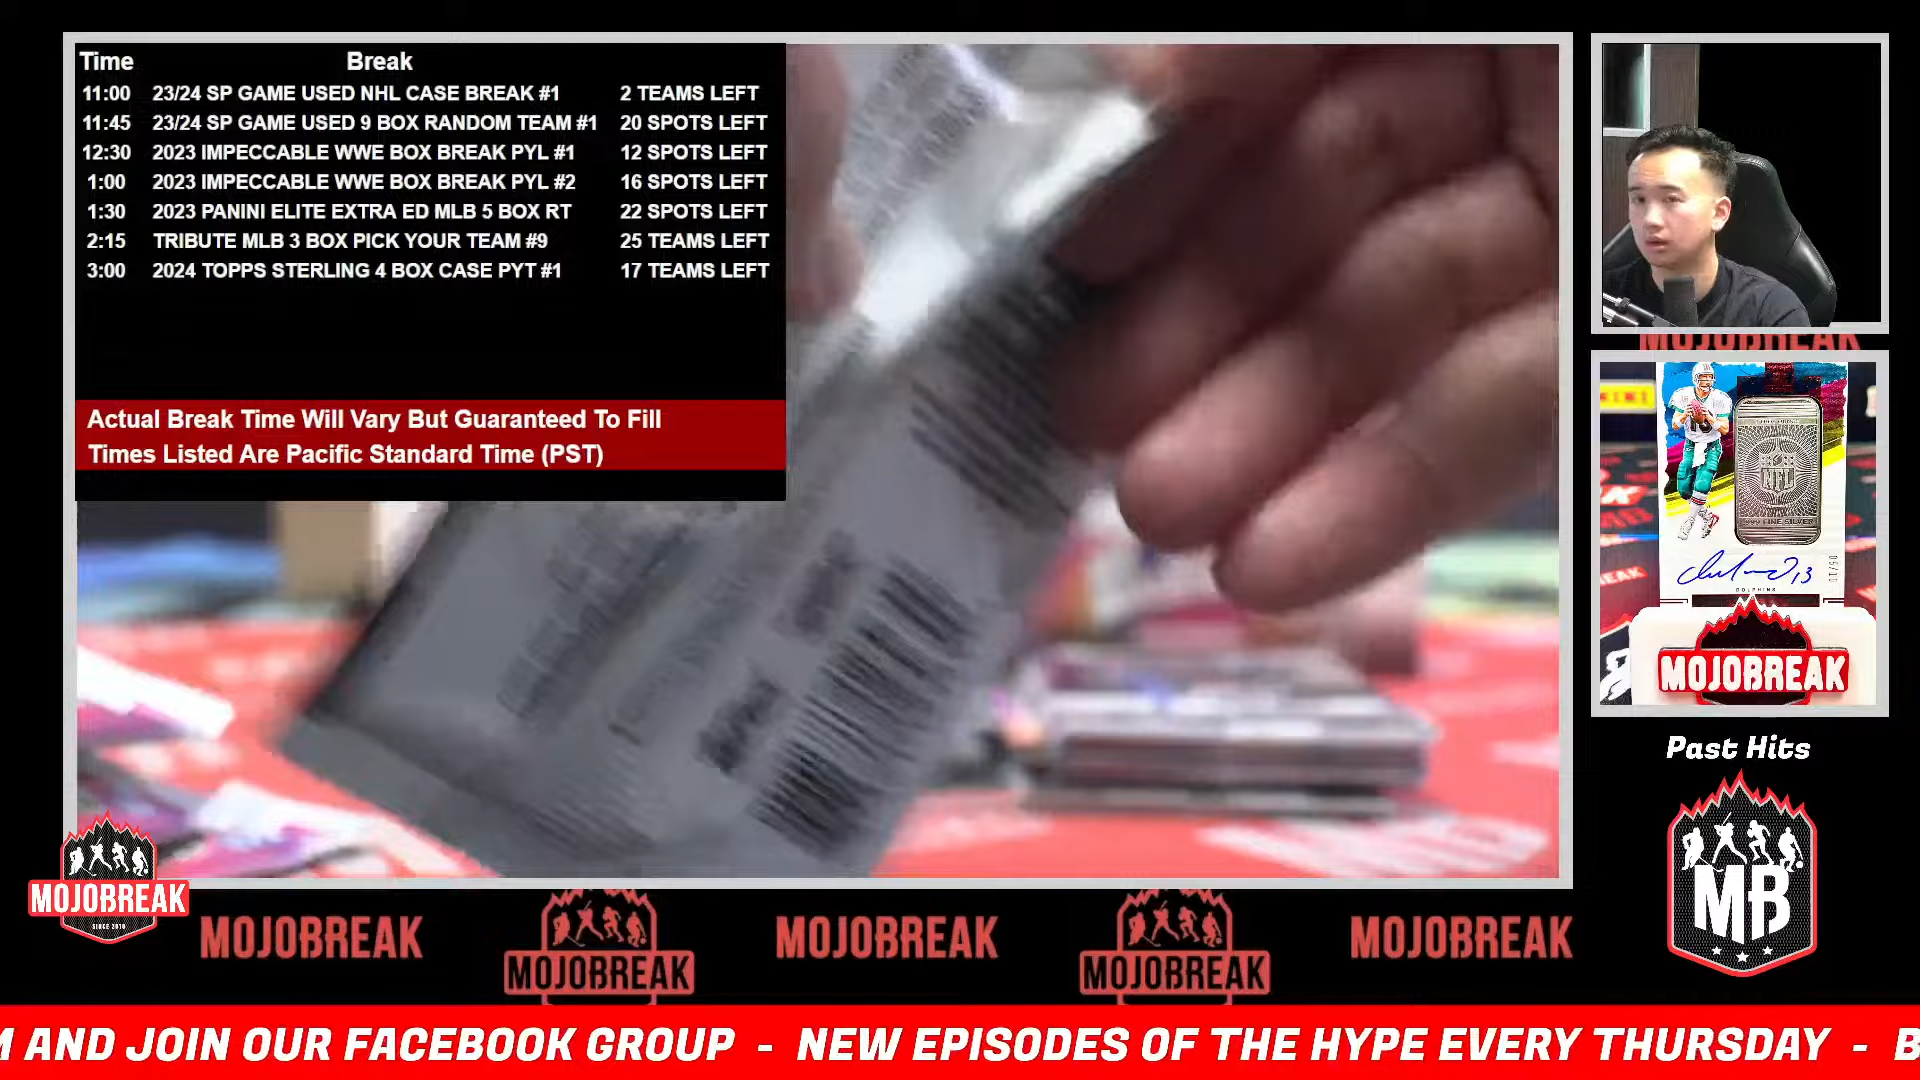 Time Break
11:00 23/24 SP GAME USED NHL CASE BREAK #1 2 TEAMS LEFT
11:45 23/24 SP GAME USED 9 BOX RANDOM TEAM #1 20 SPOTS LEFT
12:30 2023 IMPECCABLE WWE BOX BREAK PYL #1 12 SPOTS LEFT
1:00 2023 IMPECCABLE WWE BOX BREAK PYL #2 16 SPOTS LEFT
1:30 2023 PANINI ELITE EXTRA ED MLB 5 BOX RT 22 SPOTS LEFT
2:15 TRIBUTE MLB 3 BOX PICK YOUR TEAM #9 25 TEAMS LEFT
3:00 2024 TOPPS STERLING 4 BOX CASE PYT #1 17 TEAMS LEFT
Actual Break Time Will Vary But Guaranteed To Fill
Times Listed Are Pacific Standard Time (PST)
MOJOBREAK
NFL
DOLPHINS
MOJOBREAK
Past Hits
MB
MOJOBREAK
SINCE 2010
MOJOBREAK
MOJOBREAK
MOJOBREAK
MOJOBREAK
MOJOBREAK
AND JOIN OUR FACEBOOK GROUP - NEW EPISODES OF THE HYPE EVERY THURSDAY -